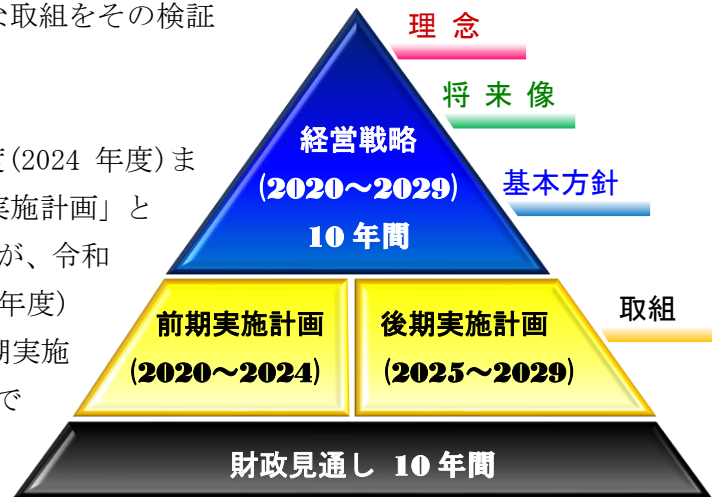 な取組をその検証
度(2024 年度)ま
実施計画」と
が、令和
年度)
期実施
で
理 念
将 来 像
基本方針
取組
経営戦略
(2020~2029)
10 年間
前期実施計画
(2020~2024)
後期実施計画
(2025~2029)
財政見通し 10 年間